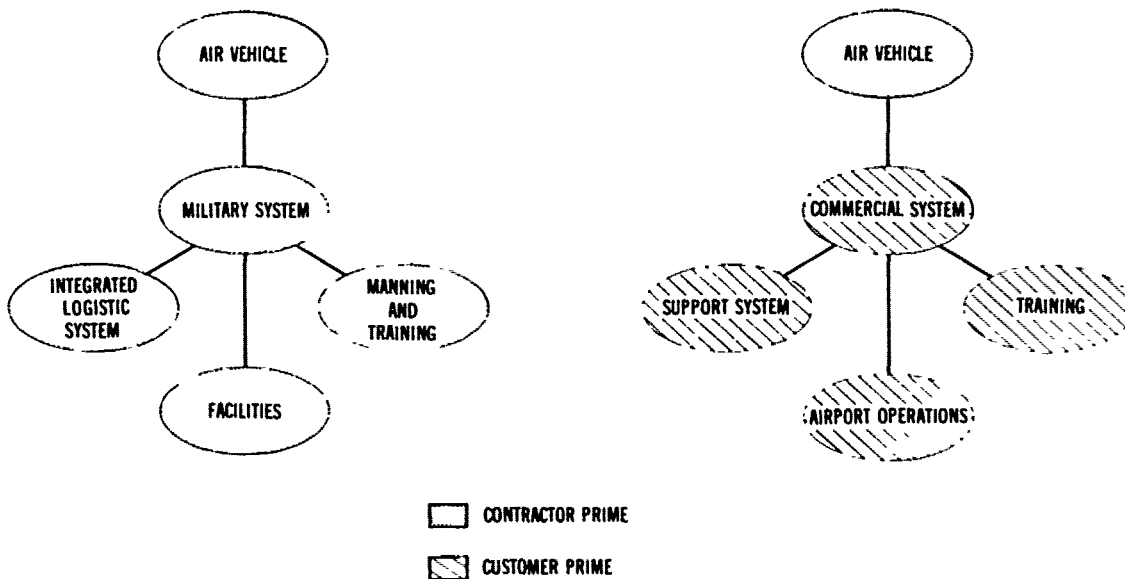 AIR VEHICLE
MILITARY SYSTEM
INTEGRATED
LOGISTIC
SYSTEM
MANNING
AND
TRAINING
FACILITIES
AIR VEHICLE
COMMERCIAL SYSTEM
SUPPORT SYSTEM
TRAINING
AIRPORT OPERATIONS
CONTRACTOR PRIME
CUSTOMER PRIME